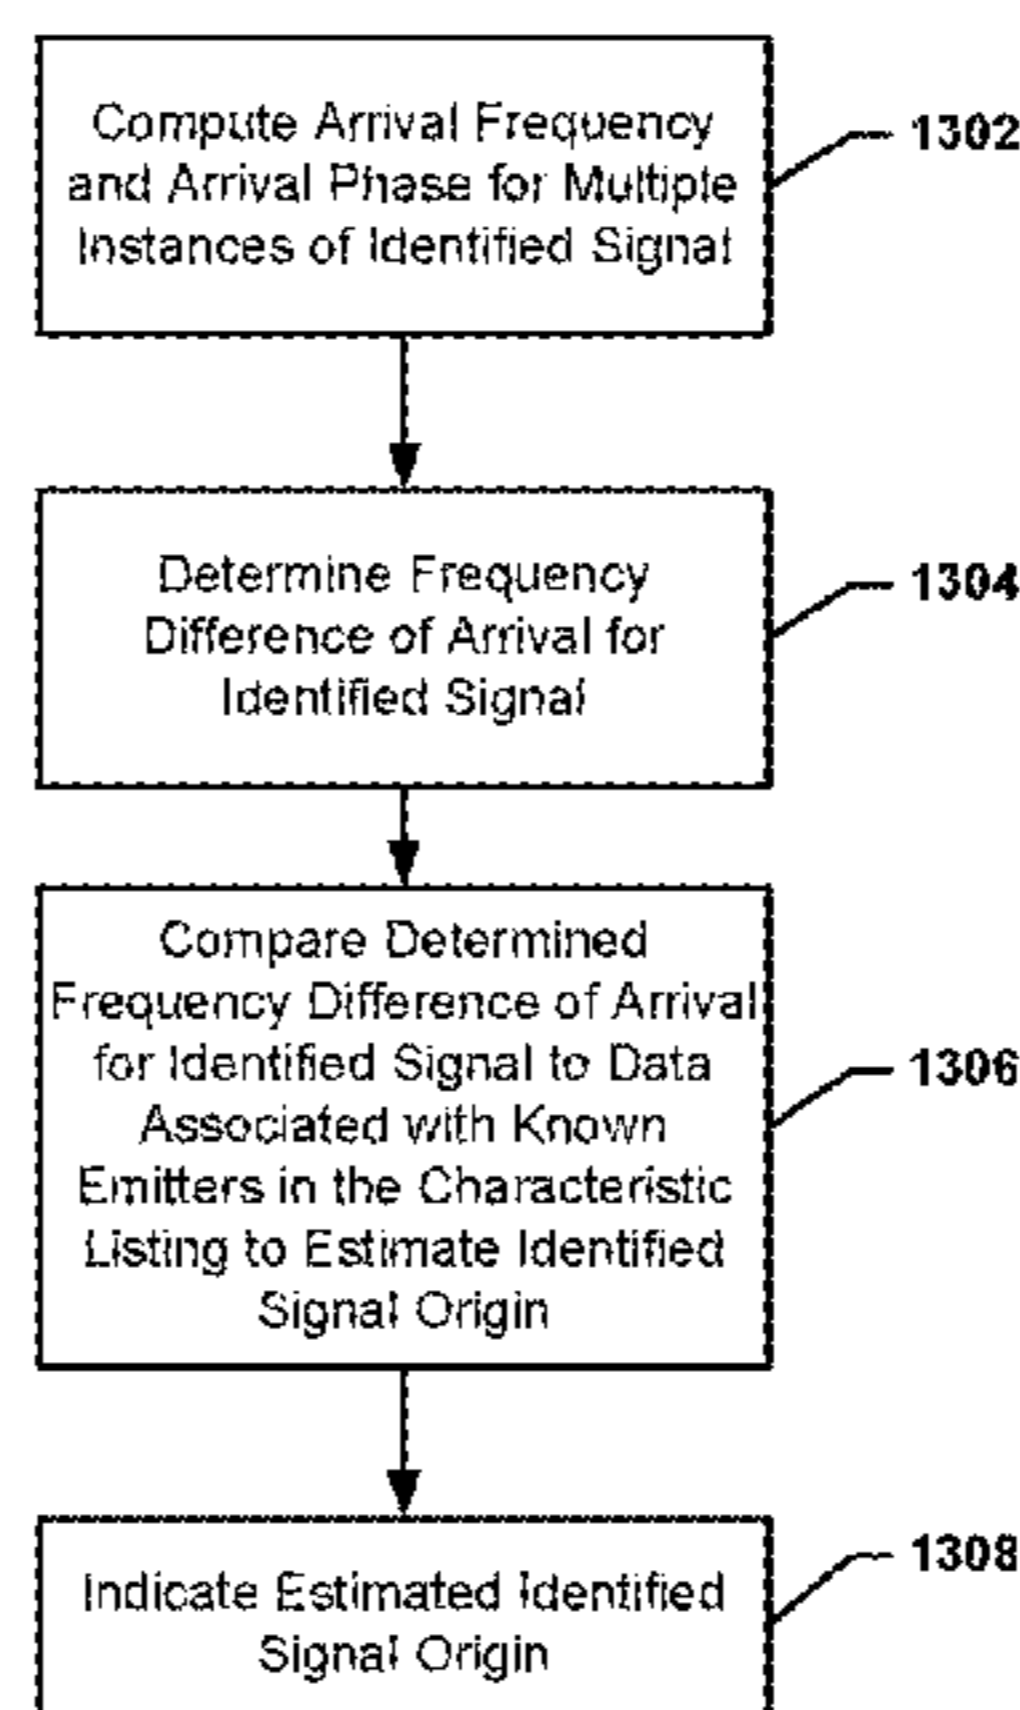 Compute Arrival Frequency
and Arrival Phase for Multiple
Instances of Identified Signal
1302
Determine Frequency
Difference of Arrival for
Identified Signal
1304
Compare Determined
Frequency Difference of Arrival
for Identified Signal to Data
Associated with Known
Emitters in the Characteristic
Listing to Estimate Identified
Signal Origin
1306
Indicate Estimated Identified
Signal Origin
1308